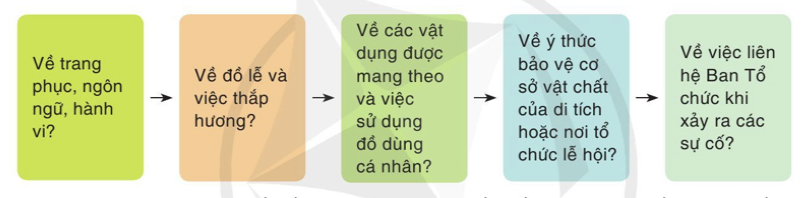 Về trang
phục, ngôn
ngữ, hành
vi?
Về đồ lễ và
việc thắp
hương?
Về các vật
dụng được
mang theo
và việc
sử dụng
đồ dùng
cá nhân?
Về ý thức
bảo vệ cơ
sở vật chất
của di tích
hoặc nơi tổ
chức lễ hội?
Về việc liên
hệ Ban Tổ
chức khi
xảy ra các
sự cố?